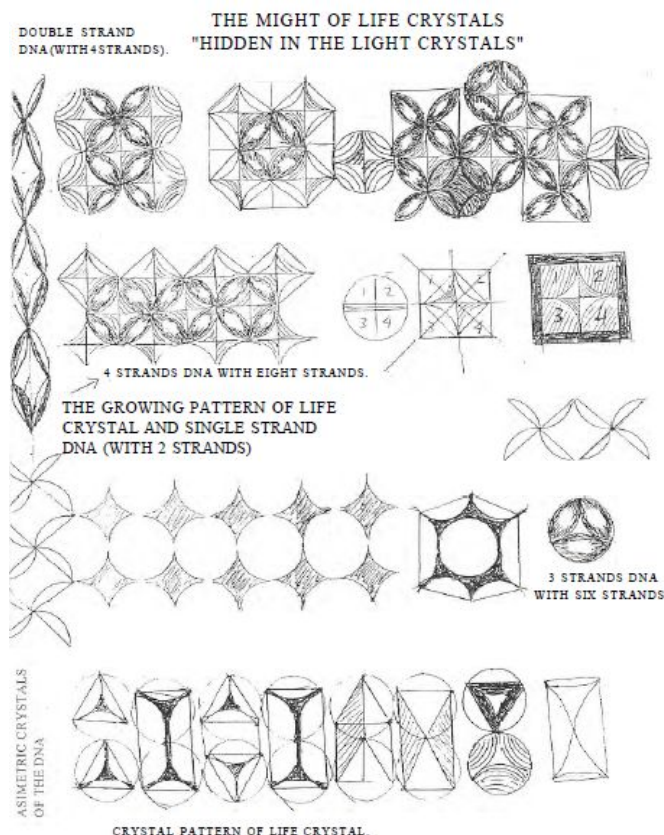 THE MIGHT OF LIFE CRYSTALS
"HIDDEN IN THE LIGHT CRYSTALS"
DOUBLE STRAND
DNA (WITH 4 STRANDS).
1 2
3 4
1 2
3 4
1 2
3 4
4 STRANDS DNA WITH EIGHT STRANDS.
THE GROWING PATTERN OF LIFE
CRYSTAL AND SINGLE STRAND
DNA (WITH 2 STRANDS)
3 STRANDS DNA
WITH SIX STRANDS
ASIMETRIC CRYSTALS
OF THE DNA
CRYSTAL PATTERN OF LIFE CRYSTAL.